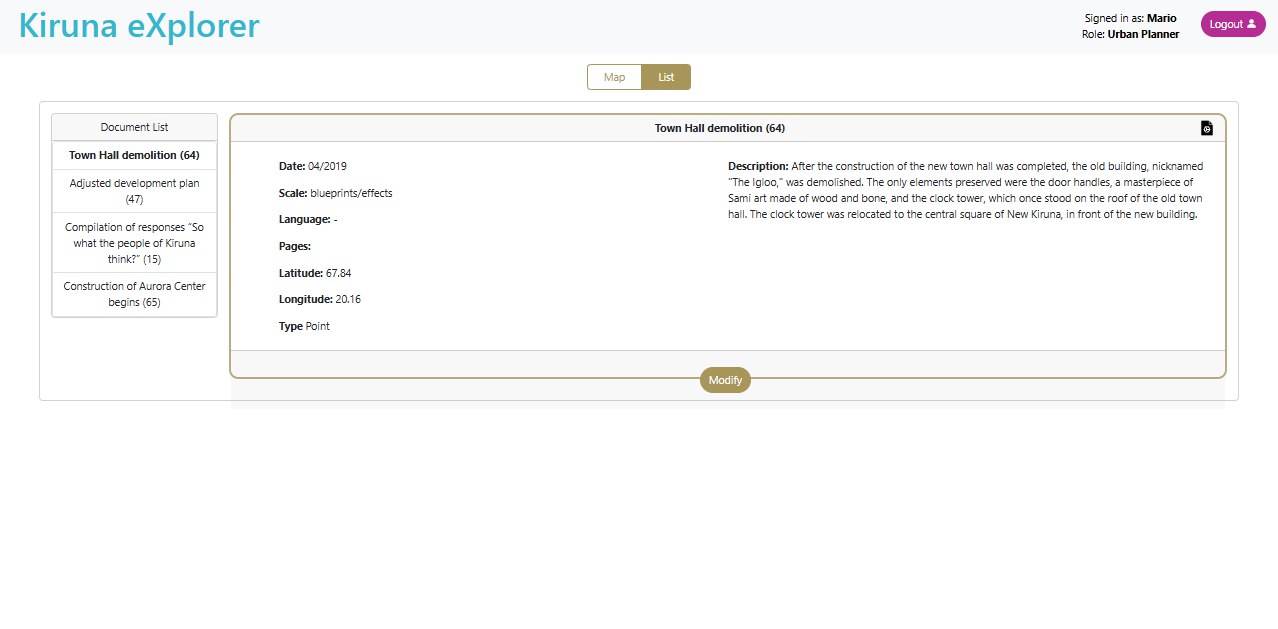 Kiruna eXplorer
Signed in as: Mario
Role: Urban Planner
Logout
Map
List
Document List
Town Hall demolition (64)
Adjusted development plan
(47)
Compilation of responses “So
what the people of Kiruna
think?” (15)
Construction of Aurora Center
begins (65)
Town Hall demolition (64)
Date: 04/2019
Scale: blueprints/effects
Language: -
Pages:
Latitude: 67.84
Longitude: 20.16
Type Point
Description: After the construction of the new town hall was completed, the old building, nicknamed
"The Igloo," was demolished. The only elements preserved were the door handles, a masterpiece of
Sami art made of wood and bone, and the clock tower, which once stood on the roof of the old town
hall. The clock tower was relocated to the central square of New Kiruna, in front of the new building.
Modify